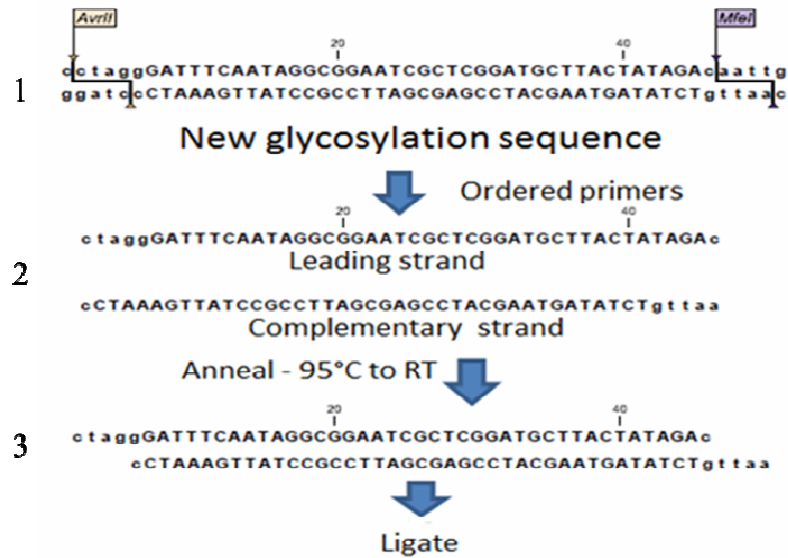 AvrII MfeI
20 40
cctaggGATTTCAATAGGCGGAATCGCTCGGATGCTTACTATAGAcaattg
1
ggatccCTAAAGTTATCCGCCTTAGCGAGCCTACGAATGATATCTgttaac
New glycosylation sequence
Ordered primers
20 40
ctaggGATTTCAATAGGCGGAATCGCTCGGATGCTTACTATAGAc
Leading strand
2
cCTAAAGTTATCCGCCTTAGCGAGCCTACGAATGATATCTgttaa
Complementary strand
Anneal - 95°C to RT
20 40
ctaggGATTTCAATAGGCGGAATCGCTCGGATGCTTACTATAGAc
3
cCTAAAGTTATCCGCCTTAGCGAGCCTACGAATGATATCTgttaa
Ligate